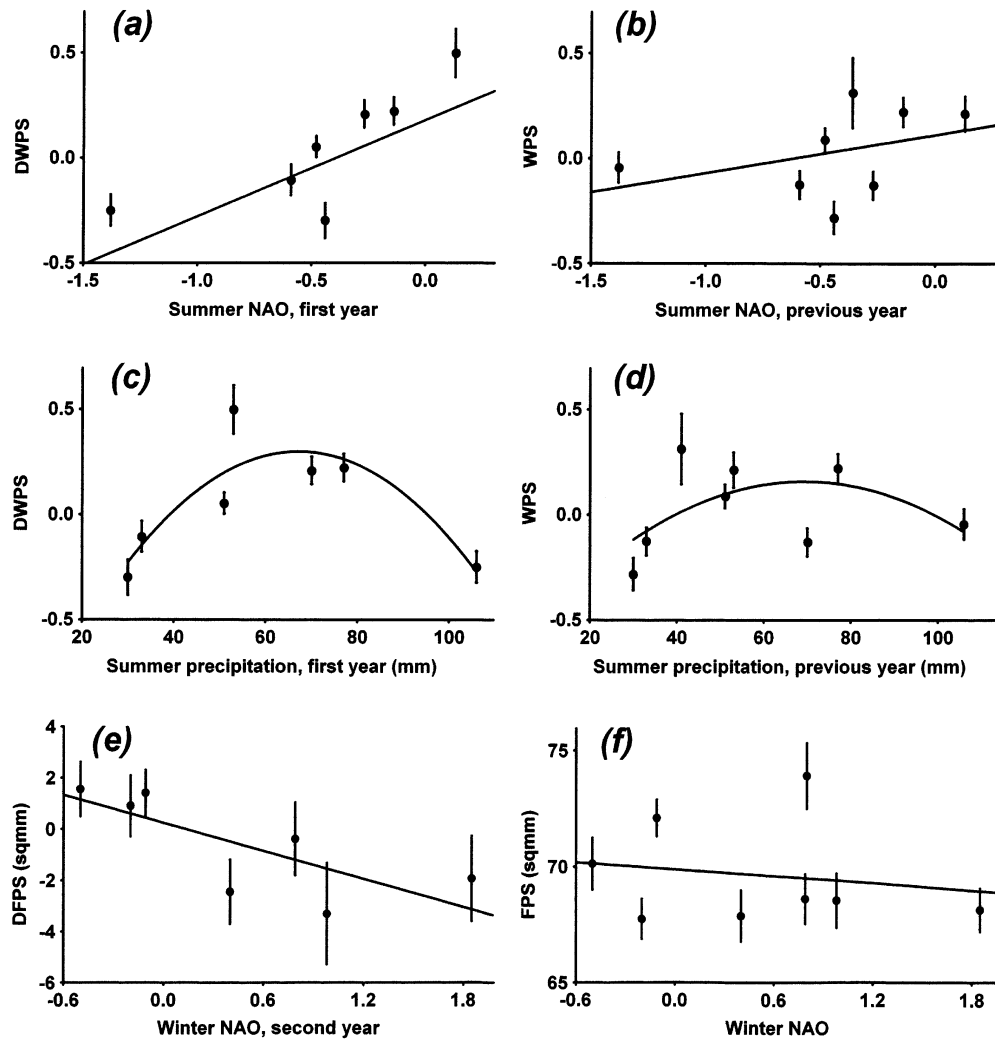 (a)
0.5
0.0
-0.5
DWPS
-1.5 -1.0 -0.5 0.0
Summer NAO, first year
(b)
0.5
0.0
-0.5
WPS
-1.5 -1.0 -0.5 0.0
Summer NAO, previous year
(c)
0.5
0.0
-0.5
DWPS
20 40 60 80 100
Summer precipitation, first year (mm)
(d)
0.5
0.0
-0.5
WPS
20 40 60 80 100
Summer precipitation, previous year (mm)
(e)
4
2
0
-2
-4
-6
DFPS (sqmm)
-0.6 0.0 0.6 1.2 1.8
Winter NAO, second year
(f)
75
70
65
FPS (sqmm)
-0.6 0.0 0.6 1.2 1.8
Winter NAO